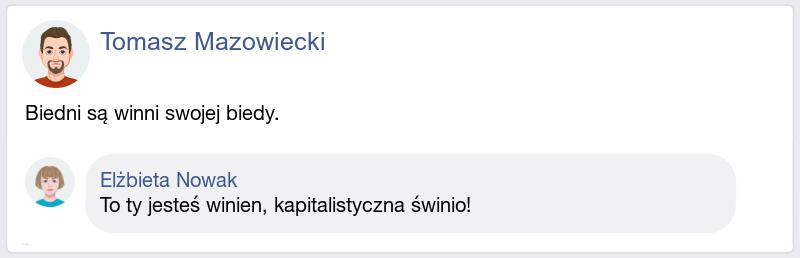 Tomasz Mazowiecki
Biedni są winni swojej biedy.
Elżbieta Nowak
To ty jesteś winien, kapitalistyczna świnio!